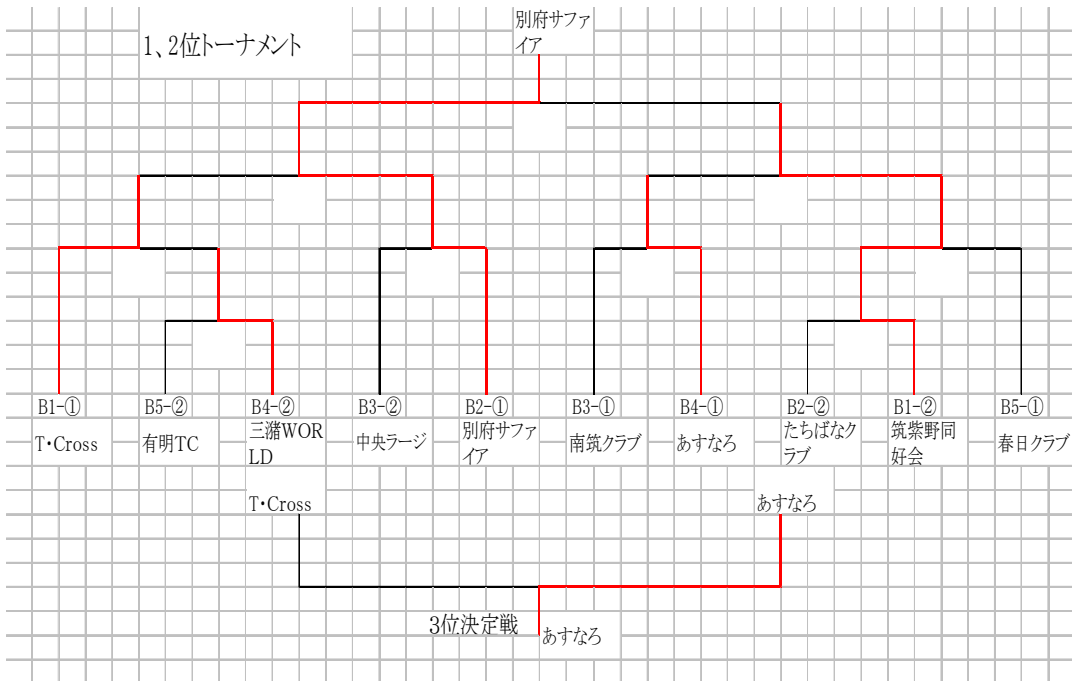 別府サファ
イア
1、2位トーナメント
B1-①
B5-②
B4-②
B3-②
B2-①
B3-①
B4-①
B2-②
B1-②
B5-①
T・Cross
有明TC
三潴WOR
LD
中央ラージ
別府サファ
イア
南筑クラブ
あすなろ
たちばなク
ラブ
筑紫野同
好会
春日クラブ
T・Cross
あすなろ
3位決定戦
あすなろ